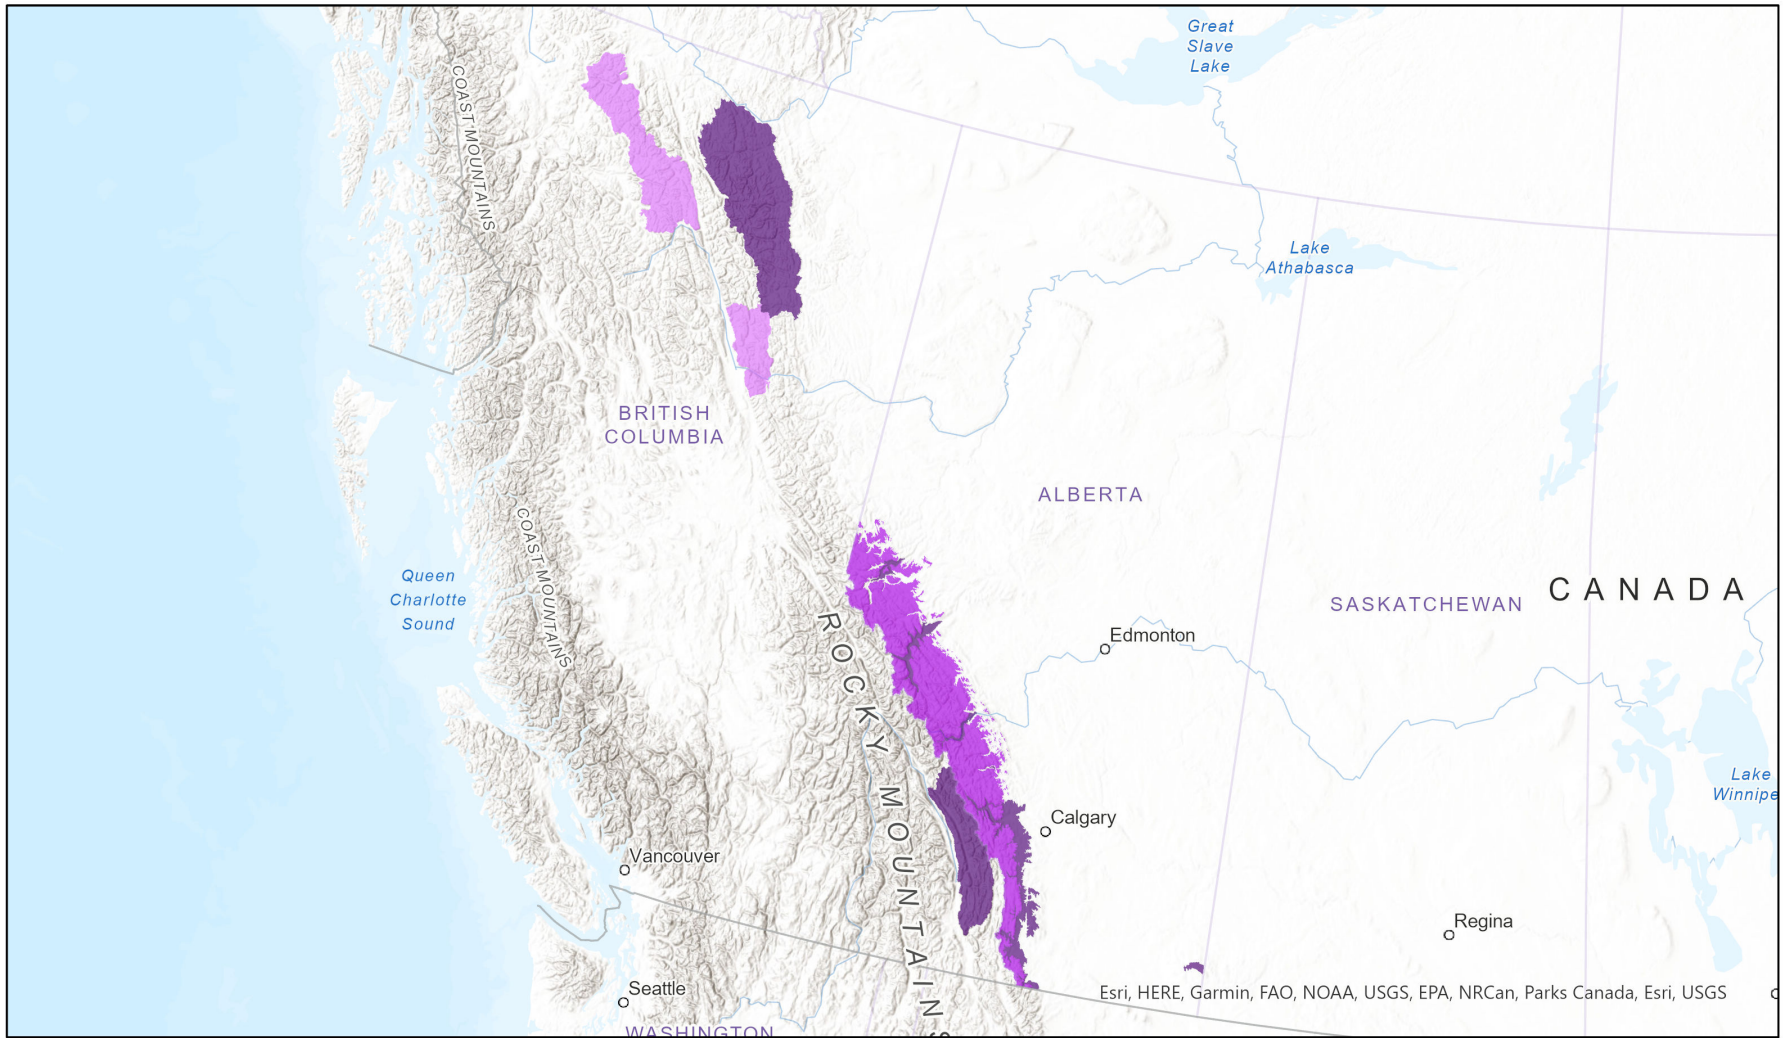 Great
Slave
Lake
COAST MOUNTAINS
Lake
Athabasca
BRITISH
COLUMBIA
ALBERTA
COAST MOUNTAINS
Queen
Charlotte
Sound
CANADA
SASKATCHEWAN
ROCKY MOUNTAINS
Edmonton
Lake
Winnipe
Calgary
Vancouver
Regina
Seattle
Esri, HERE, Garmin, FAO, NOAA, USGS, EPA, NRCan, Parks Canada, Esri, USGS
WASHINGTON